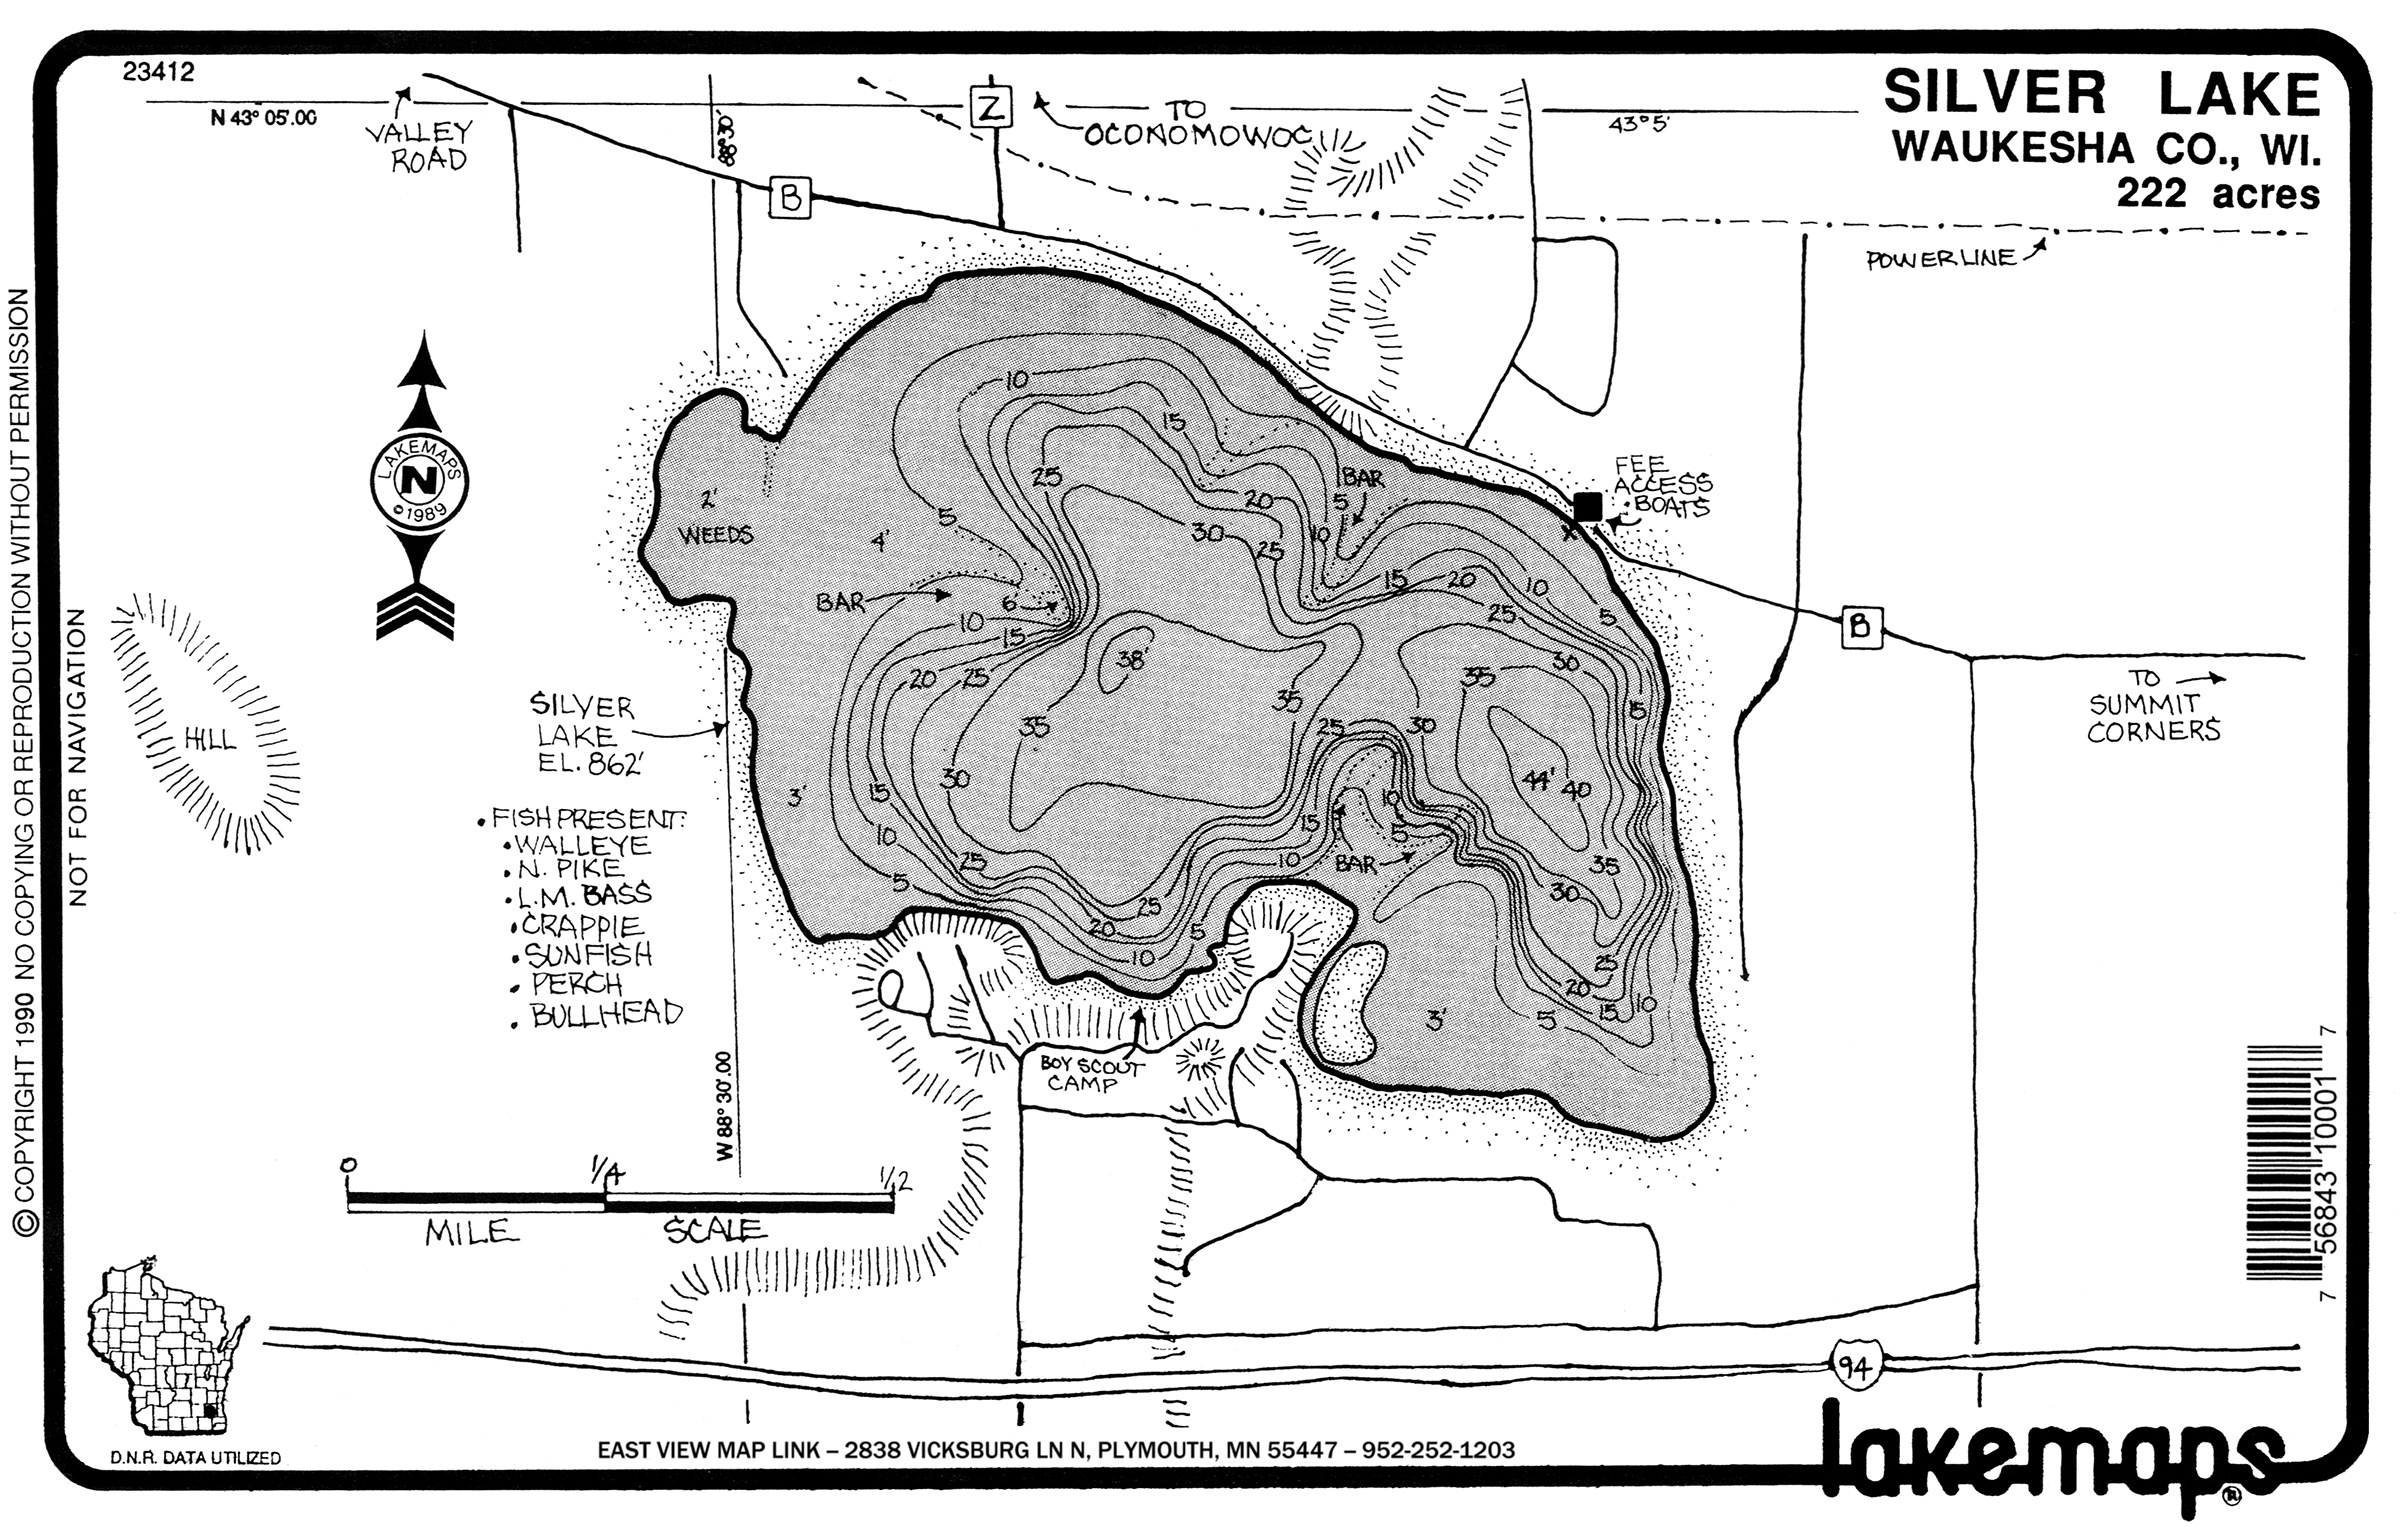 23412
N 43° 05'.00
VALLEY
ROAD
88°30'
Z
TO
OCONOMOWOC
43°5'
SILVER LAKE
WAUKESHA CO., WI.
222 acres
B
POWERLINE
LAKEMAPS
N
©1989
10
15
25
BAR
5
20
10
30
25
FEE
ACCESS
BOATS
X
2'
WEEDS
5
4'
BAR
6'
10
15
15
20
10
25
5
B
20
25
38'
30
35
15
TO
SUMMIT
CORNERS
SILVER
LAKE
EL. 862'
35
35
25
30
HILL
3'
15
30
10
44'
40
10
15
5
BAR
• FISH PRESENT:
• WALLEYE
• N. PIKE
• L.M. BASS
• CRAPPIE
• SUNFISH
• PERCH
• BULLHEAD
25
5
10
35
30
25
20
5
10
25
20
15
10
3'
5
BOY SCOUT
CAMP
W 88° 30'.00
0
1/4
1/2
MILE
SCALE
94
D.N.R. DATA UTILIZED
EAST VIEW MAP LINK – 2838 VICKSBURG LN N, PLYMOUTH, MN 55447 – 952-252-1203
lakemaps®
© COPYRIGHT 1990 NO COPYING OR REPRODUCTION WITHOUT PERMISSION
NOT FOR NAVIGATION
7 56843 10001 7